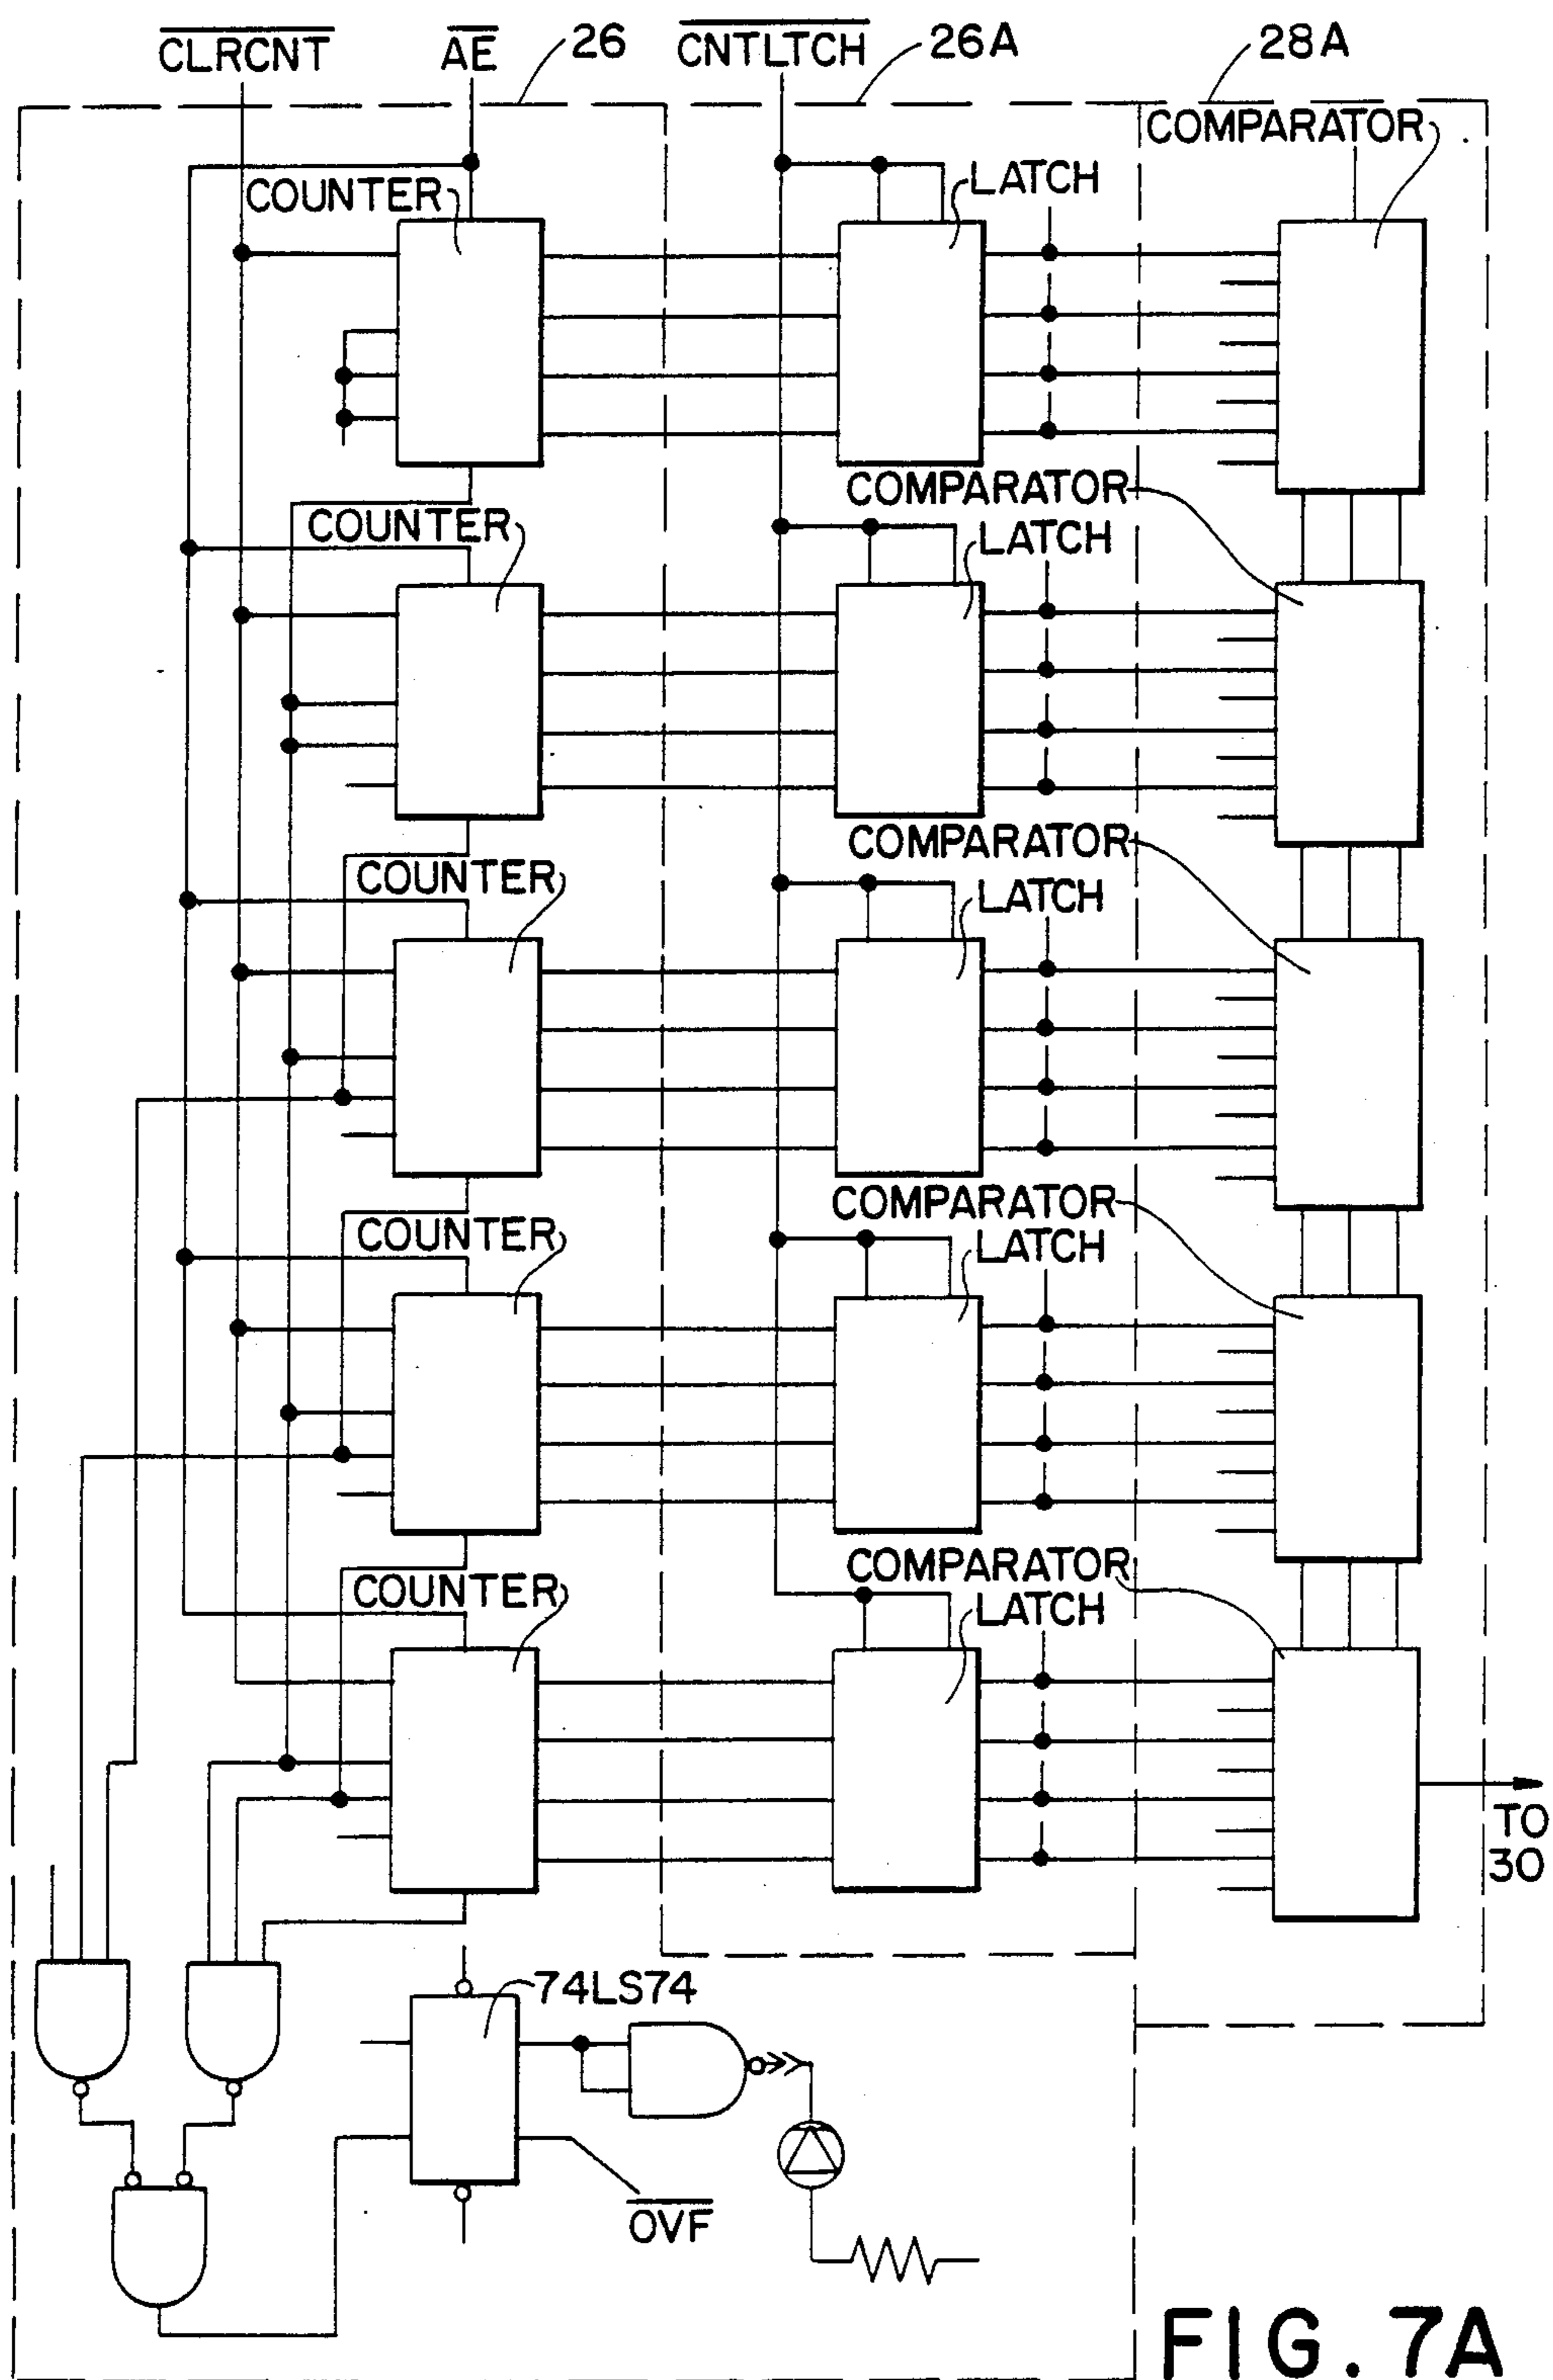 CLRCNT AE 26 CNTLTCH 26A 28A
COMPARATOR
COUNTER LATCH
COMPARATOR
COUNTER LATCH
COMPARATOR
COUNTER LATCH
COMPARATOR
COUNTER LATCH
COMPARATOR
COUNTER LATCH
TO
30
74LS74
OVF
FIG. 7A